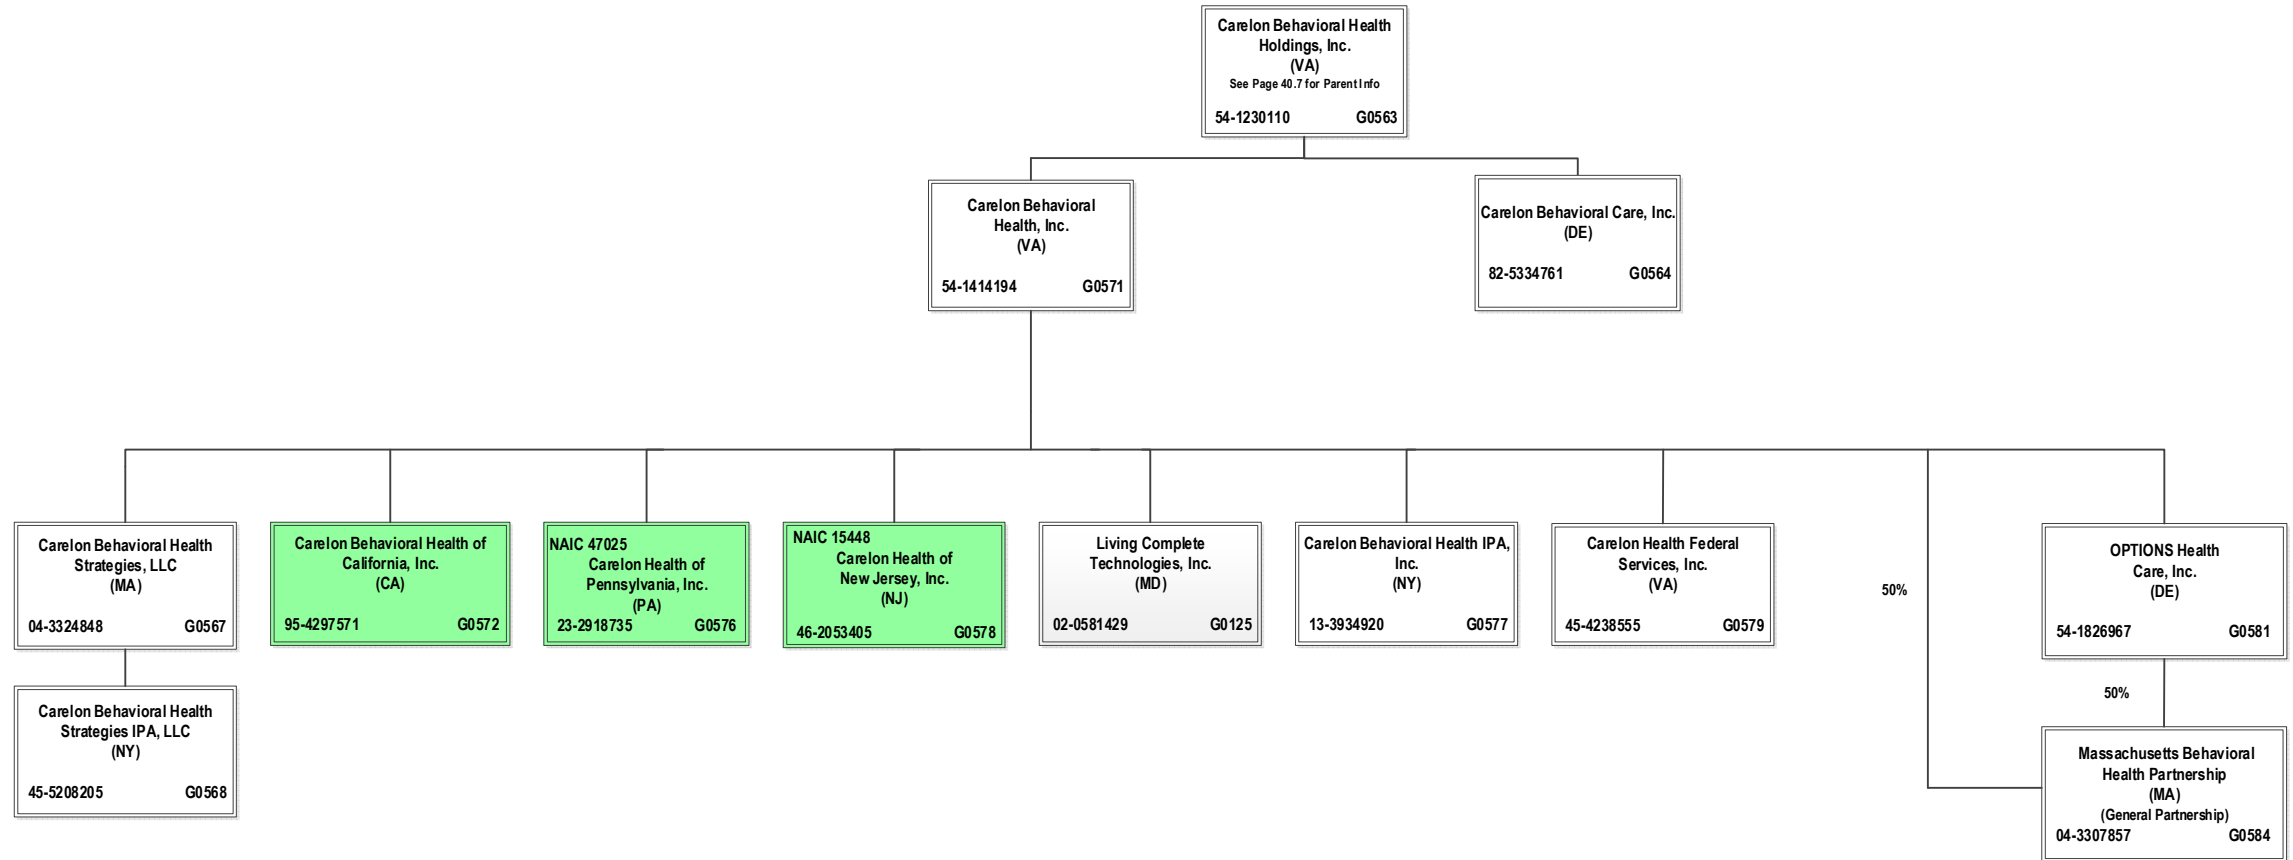 Carelon Behavioral Health
Holdings, Inc.
(VA)
See Page 40.7 for Parent Info
54-1230110 G0563
Carelon Behavioral
Health, Inc.
(VA)
54-1414194 G0571
Carelon Behavioral Care, Inc.
(DE)
82-5334761 G0564
Carelon Behavioral Health
Strategies, LLC
(MA)
04-3324848 G0567
Carelon Behavioral Health of
California, Inc.
(CA)
95-4297571 G0572
NAIC 47025
Carelon Health of
Pennsylvania, Inc.
(PA)
23-2918735 G0576
NAIC 15448
Carelon Health of
New Jersey, Inc.
(NJ)
46-2053405 G0578
Living Complete
Technologies, Inc.
(MD)
02-0581429 G0125
Carelon Behavioral Health IPA,
Inc.
(NY)
13-3934920 G0577
Carelon Health Federal
Services, Inc.
(VA)
45-4238555 G0579
50%
OPTIONS Health
Care, Inc.
(DE)
54-1826967 G0581
50%
Carelon Behavioral Health
Strategies IPA, LLC
(NY)
45-5208205 G0568
Massachusetts Behavioral
Health Partnership
(MA)
(General Partnership)
04-3307857 G0584